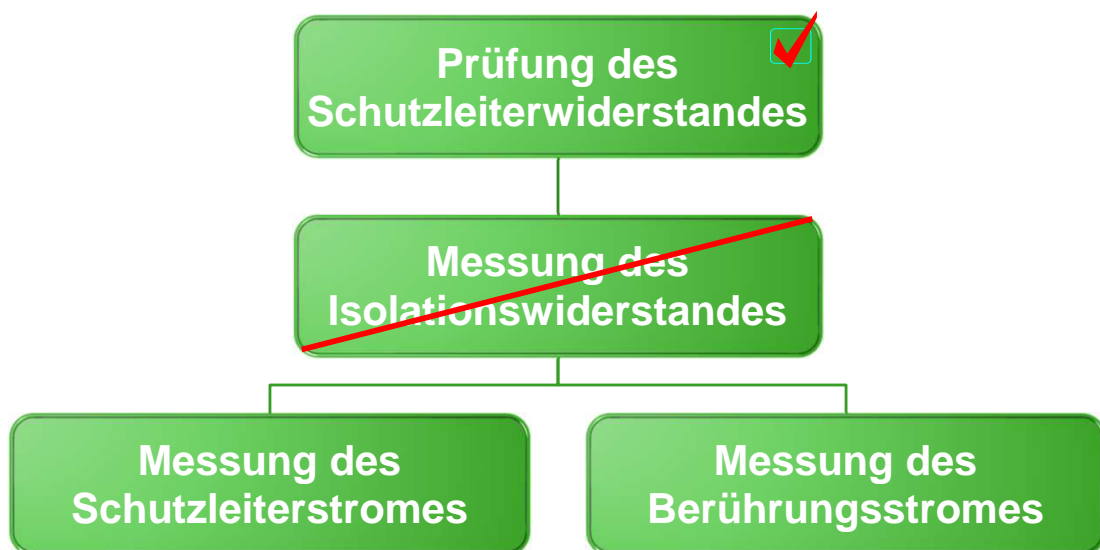 Prüfung des
Schutzleiterwiderstandes
Messung des
Isolationswiderstandes
Messung des
Schutzleiterstromes
Messung des
Berührungsstromes